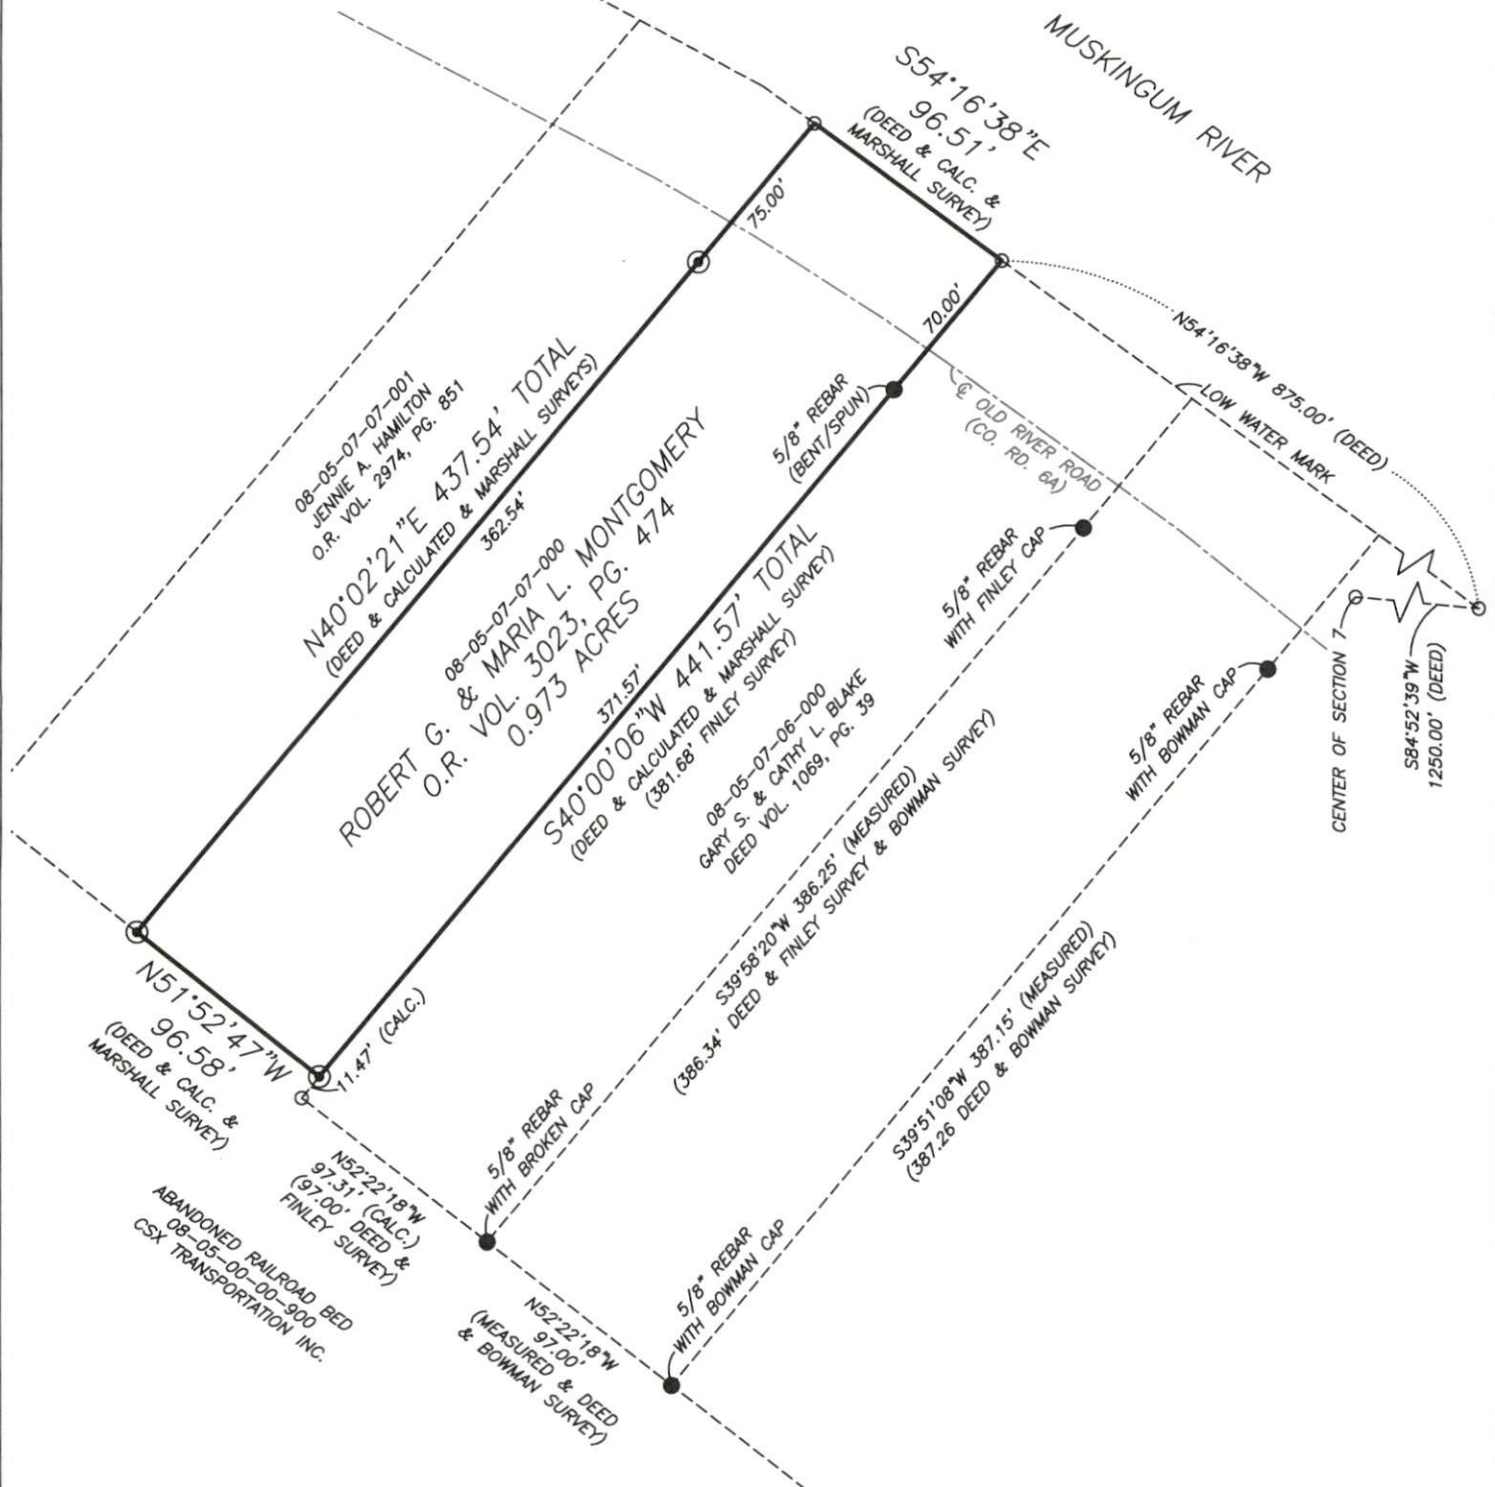 MUSKINGUM RIVER
S54°16'38"E
96.51'
(DEED & CALC. &
MARSHALL SURVEY)
75.00'
70.00'
N54°16'38"W 875.00' (DEED)
LOW WATER MARK
℄ OLD RIVER ROAD
(CO. RD. 6A)
5/8" REBAR
(BENT/SPUN)
08-05-07-07-001
JENNIE A. HAMILTON
O.R. VOL. 2974, PG. 851
N40°02'21"E 437.54' TOTAL
(DEED & CALCULATED & MARSHALL SURVEYS)
362.54'
08-05-07-07-000
ROBERT G. & MARIA L. MONTGOMERY
O.R. VOL. 3023, PG. 474
0.973 ACRES
371.57'
S40°00'06"W 441.57' TOTAL
(DEED & CALCULATED & MARSHALL SURVEY)
(381.68' FINLEY SURVEY)
08-05-07-06-000
GARY S. & CATHY L. BLAKE
DEED VOL. 1069, PG. 39
5/8" REBAR
WITH FINLEY CAP
5/8" REBAR
WITH BOWMAN CAP
CENTER OF SECTION 7
S84°52'39"W
1250.00' (DEED)
S39°58'20"W 386.25' (MEASURED)
(386.34' DEED & FINLEY SURVEY & BOWMAN SURVEY)
S39°51'08"W 387.15' (MEASURED)
(387.26 DEED & BOWMAN SURVEY)
N51°52'47"W
96.58'
(DEED & CALC. &
MARSHALL SURVEY)
11.47' (CALC.)
5/8" REBAR
WITH BROKEN CAP
N52°22'18"W
97.31' (CALC.)
(97.00' DEED &
FINLEY SURVEY)
ABANDONED RAILROAD BED
08-05-00-00-900
CSX TRANSPORTATION INC.
5/8" REBAR
WITH BOWMAN CAP
N52°22'18"W
97.00'
(MEASURED & DEED
& BOWMAN SURVEY)